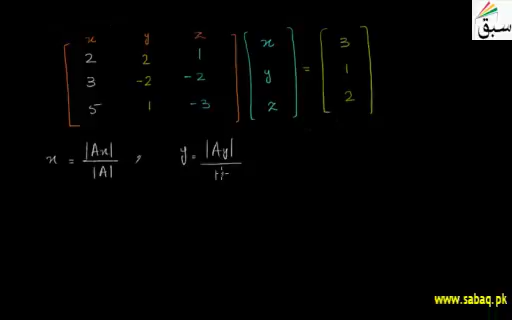 سبق
x y z
2 2 1 x 3
3 -2 -2 y = 1
5 1 -3 z 2
x = |Ax| / |A| , y = |Ay| /
www.sabaq.pk